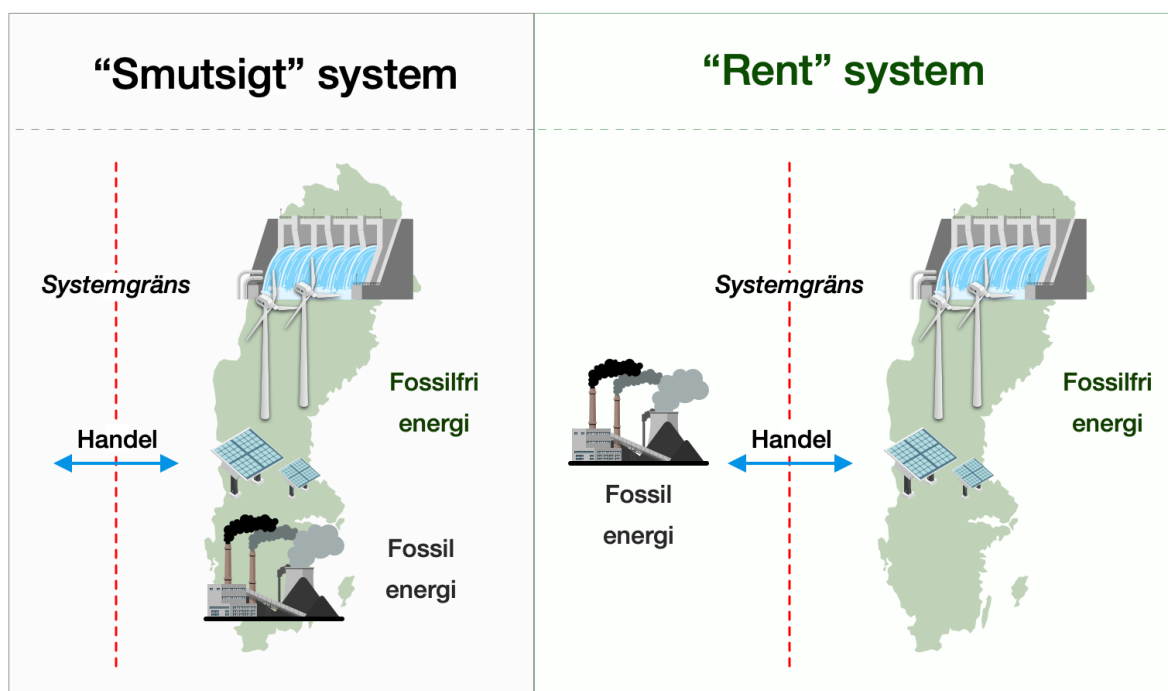 “Smutsigt” system
Systemgräns
Fossilfri
energi
Handel
Fossil
energi
“Rent” system
Systemgräns
Fossilfri
energi
Handel
Fossil
energi